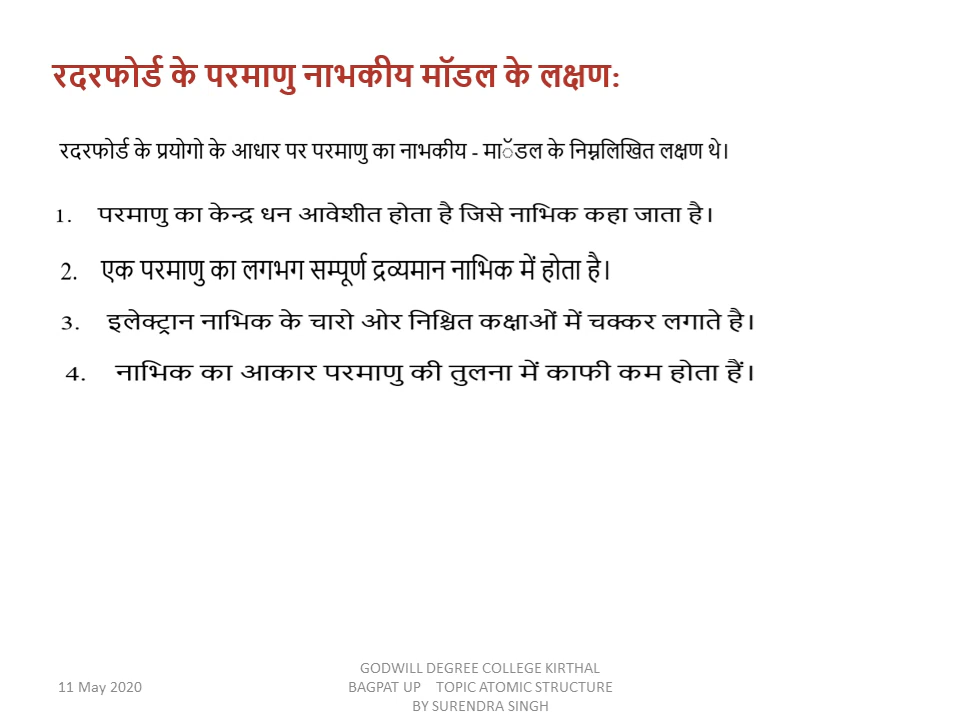 रदरफोर्ड के परमाणु नाभकीय मॉडल के लक्षण:
रदरफोर्ड के प्रयोगो के आधार पर परमाणु का नाभकीय - माॅडल के निम्नलिखित लक्षण थे।
1. परमाणु का केन्द्र धन आवेशीत होता है जिसे नाभिक कहा जाता है।
2. एक परमाणु का लगभग सम्पूर्ण द्रव्यमान नाभिक में होता है।
3. इलेक्ट्रान नाभिक के चारो ओर निश्चित कक्षाओं में चक्कर लगाते है।
4. नाभिक का आकार परमाणु की तुलना में काफी कम होता हैं।
GODWILL DEGREE COLLEGE KIRTHAL
11 May 2020 BAGPAT UP TOPIC ATOMIC STRUCTURE
BY SURENDRA SINGH